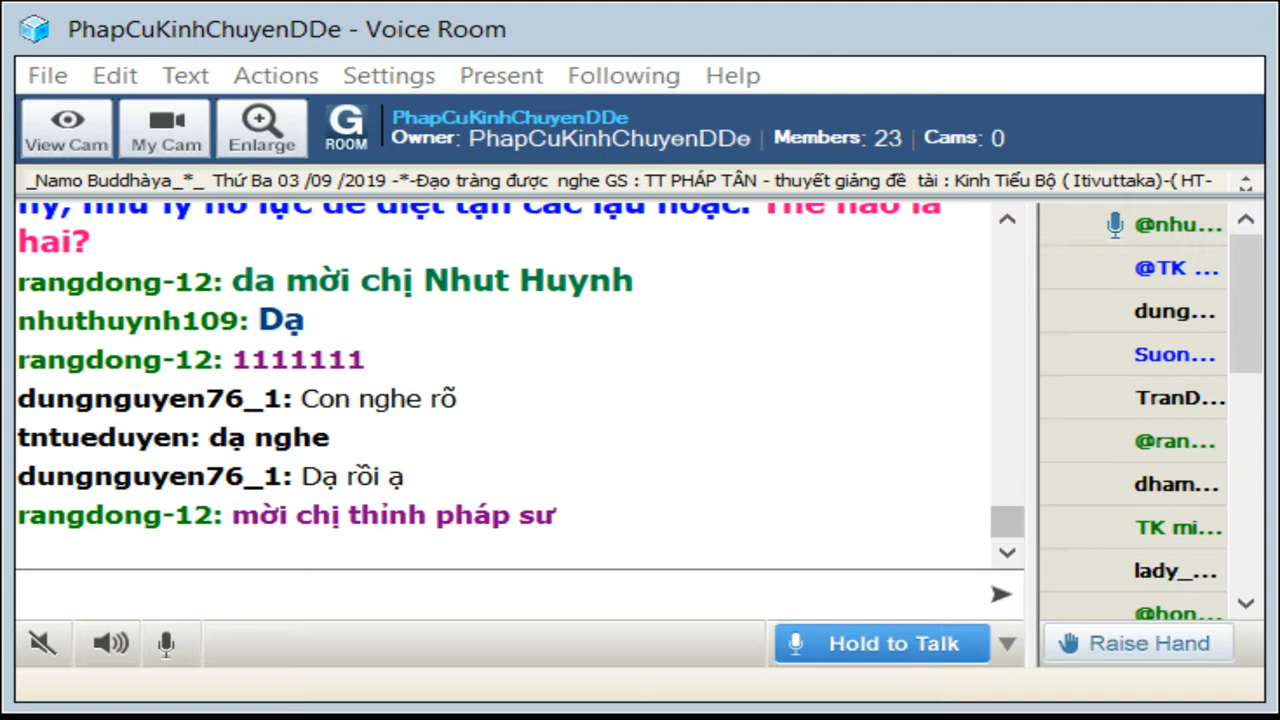 PhapCuKinhChuyenDDe - Voice Room
File Edit Text Actions Settings Present Following Help
View Cam My Cam Enlarge G ROOM
PhapCuKinhChuyenDDe
Owner: PhapCuKinhChuyenDDe | Members: 23 | Cams: 0
_Namo Buddhàya_*_ Thứ Ba 03 /09 /2019 -*-Đạo tràng được nghe GS : TT PHÁP TÂN - thuyết giảng đề tài : Kinh Tiểu Bộ ( Itivuttaka)-( HT-
hai?
rangdong-12: da mời chị Nhut Huynh
nhuthuynh109: Dạ
rangdong-12: 1111111
dungnguyen76_1: Con nghe rõ
tntueduyen: dạ nghe
dungnguyen76_1: Dạ rồi ạ
rangdong-12: mời chị thỉnh pháp sư
@nhu...
@TK ...
dung...
Suon...
TranD...
@ran...
dham...
TK mi...
lady_...
@hon...
Hold to Talk
Raise Hand